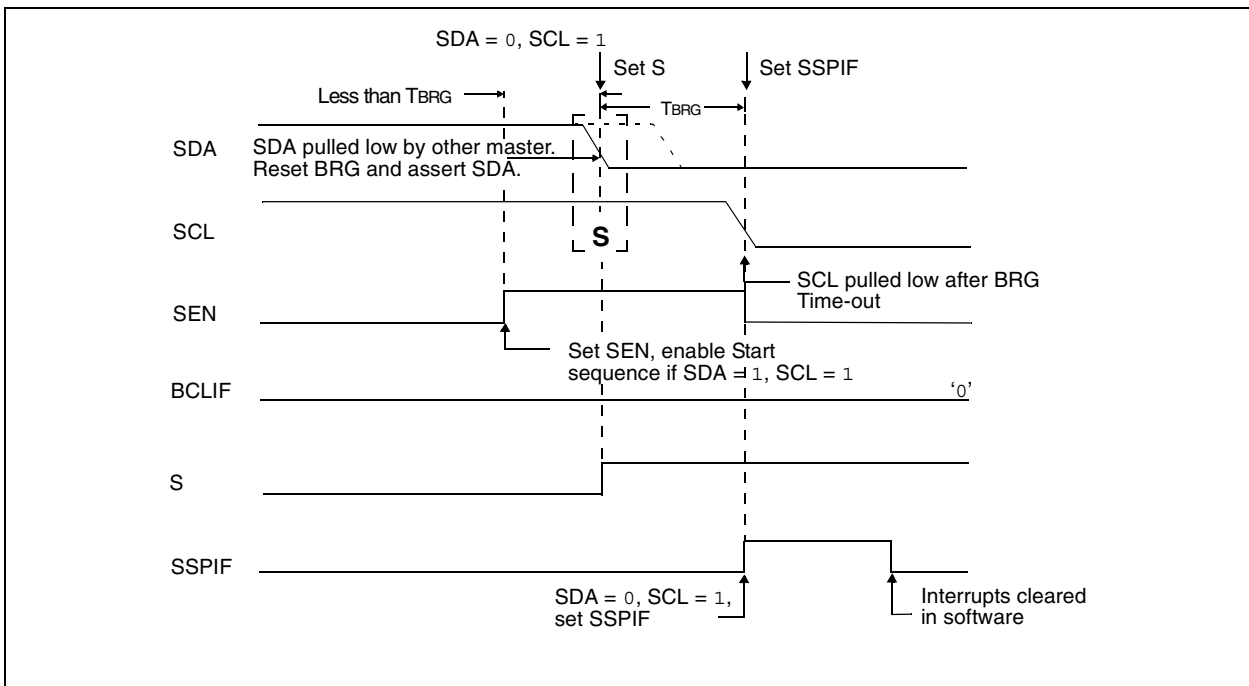 SDA = 0, SCL = 1
Set S
Set SSPIF
Less than TBRG
TBRG
SDA
SDA pulled low by other master.
Reset BRG and assert SDA.
SCL
S
SCL pulled low after BRG
Time-out
SEN
Set SEN, enable Start
sequence if SDA = 1, SCL = 1
BCLIF
‘0’
S
SSPIF
SDA = 0, SCL = 1,
set SSPIF
Interrupts cleared
in software